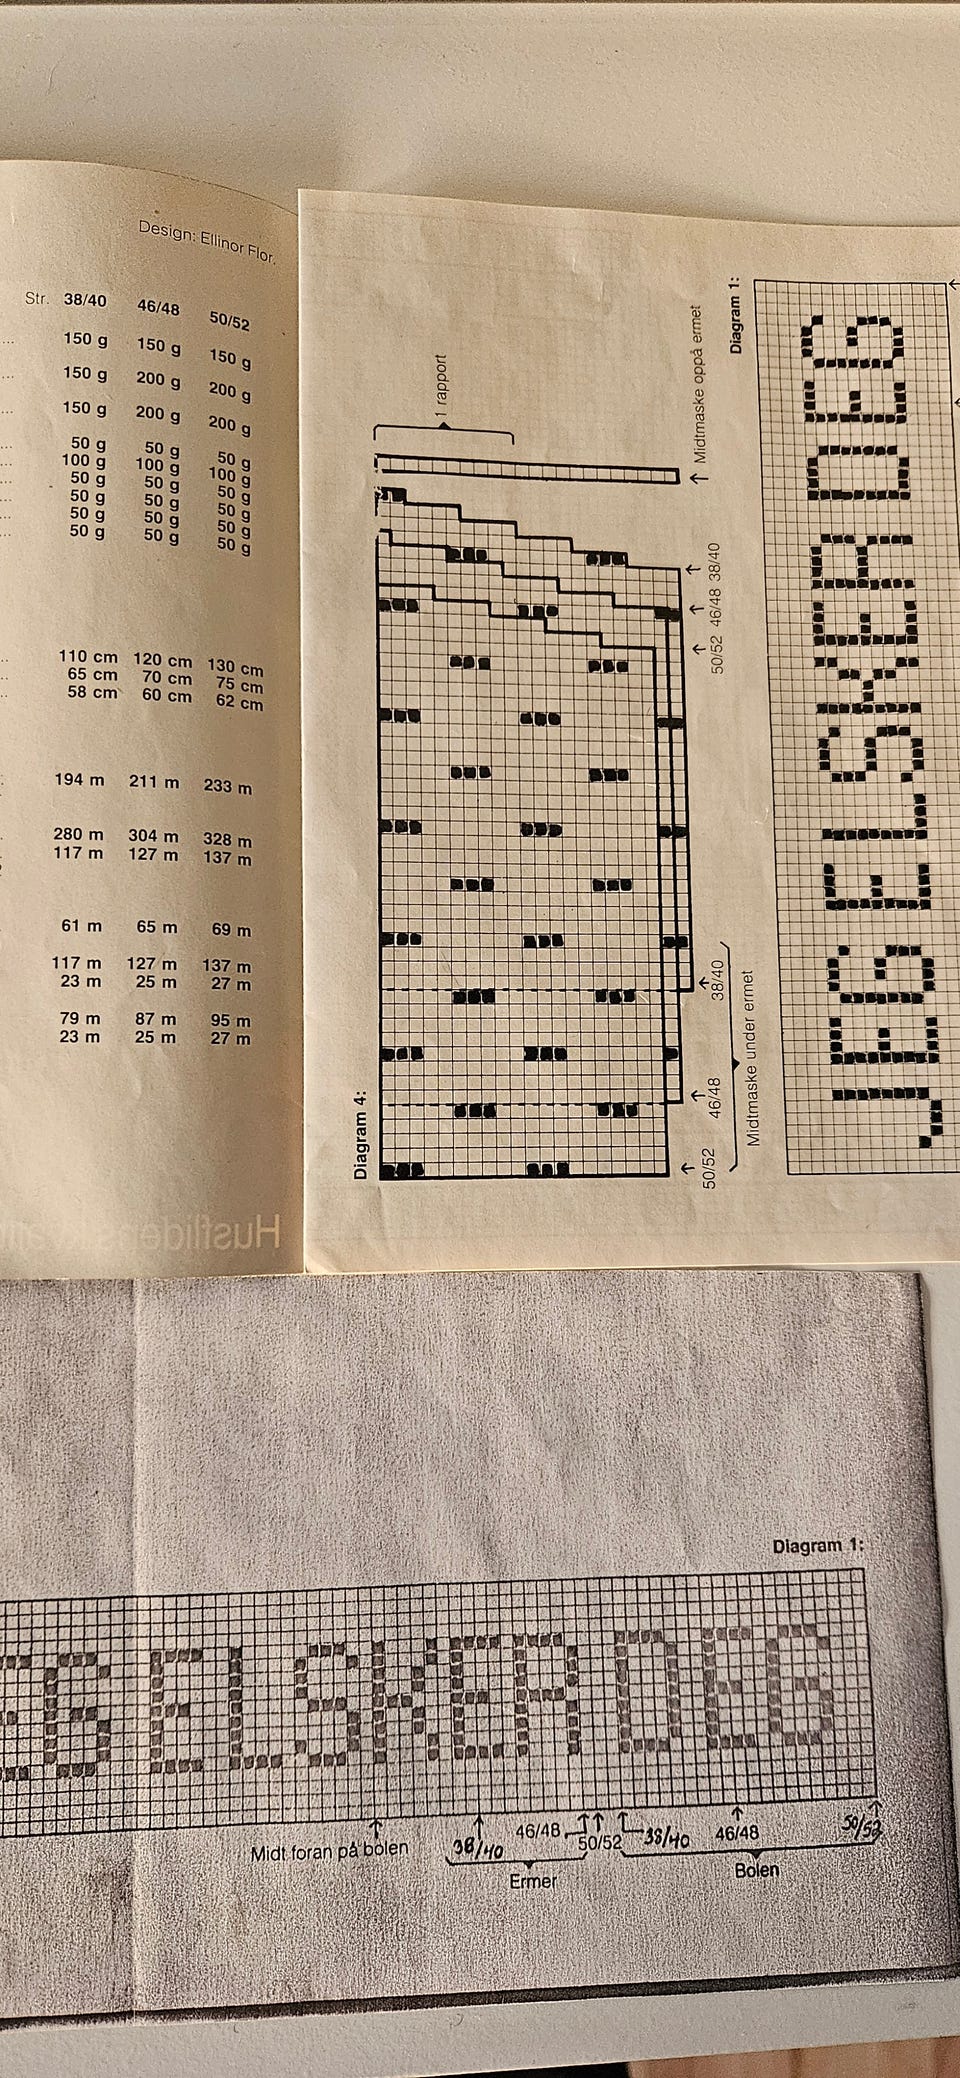 Design: Ellinor Flor.
Str. 38/40 46/48 50/52
150 g 150 g 150 g
150 g 200 g 200 g
150 g 200 g 200 g
50 g 50 g 50 g
100 g 100 g 100 g
50 g 50 g 50 g
50 g 50 g 50 g
50 g 50 g 50 g
50 g 50 g 50 g
110 cm 120 cm 130 cm
65 cm 70 cm 75 cm
58 cm 60 cm 62 cm
194 m 211 m 233 m
280 m 304 m 328 m
117 m 127 m 137 m
61 m 65 m 69 m
117 m 127 m 137 m
23 m 25 m 27 m
79 m 87 m 95 m
23 m 25 m 27 m
Diagram 4:
1 rapport
Midtmaske oppå ermet
50/52 46/48 38/40
50/52 46/48 38/40
Midtmaske under ermet
Diagram 1:
JEG ELSKER DEG
Diagram 1:
EG ELSKER DEG
Midt foran på bolen
38/40 46/48 50/52 38/40 46/48 50/52
Ermer Bolen